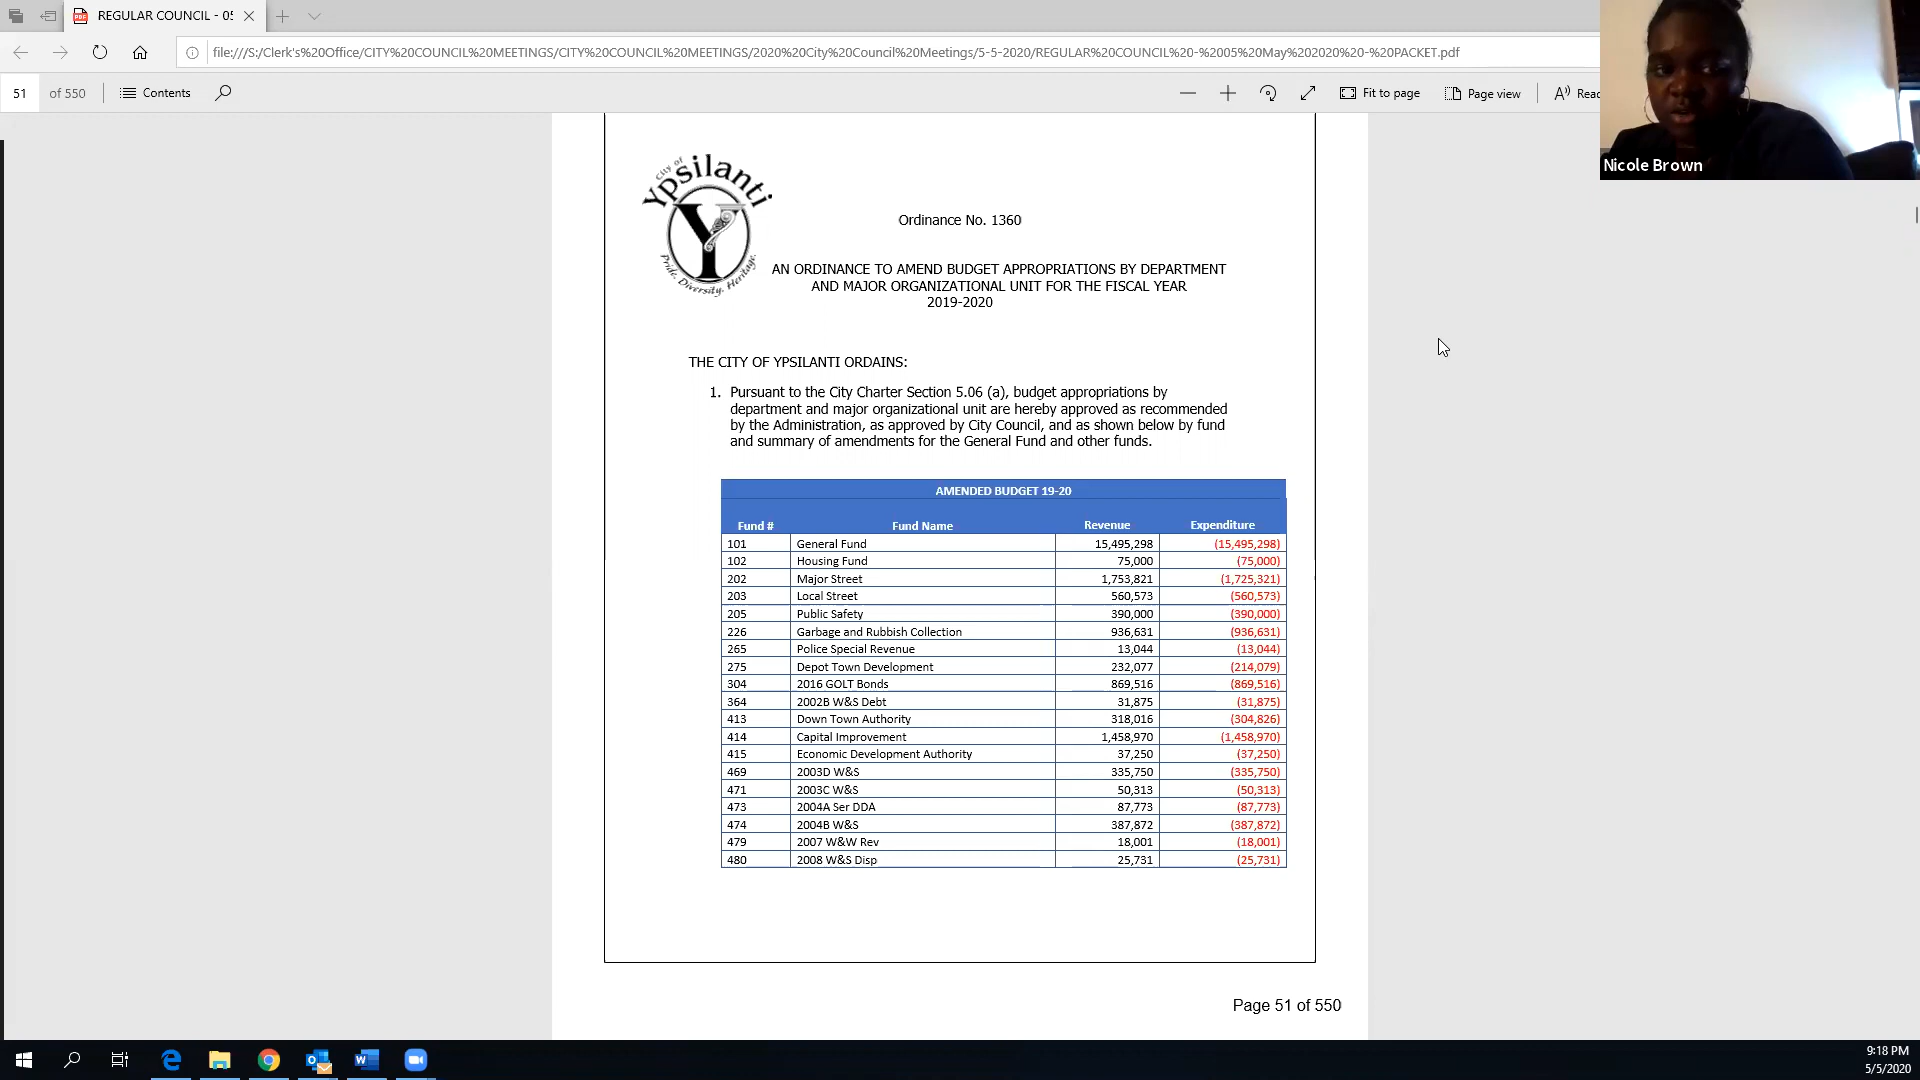 REGULAR COUNCIL - 05
file:///S:/Clerk's%20Office/CITY%20COUNCIL%20MEETINGS/CITY%20COUNCIL%20MEETINGS/2020%20City%20Council%20Meetings/5-5-2020/REGULAR%20COUNCIL%20-%2005%20May%202020%20-%20PACKET.pdf
51 of 550 Contents Fit to page Page view Read
Nicole Brown
City of
Ypsilanti
Y
Pride. Diversity. Heritage.
Ordinance No. 1360
AN ORDINANCE TO AMEND BUDGET APPROPRIATIONS BY DEPARTMENT
AND MAJOR ORGANIZATIONAL UNIT FOR THE FISCAL YEAR
2019-2020
THE CITY OF YPSILANTI ORDAINS:
1. Pursuant to the City Charter Section 5.06 (a), budget appropriations by
department and major organizational unit are hereby approved as recommended
by the Administration, as approved by City Council, and as shown below by fund
and summary of amendments for the General Fund and other funds.
AMENDED BUDGET 19-20
Fund # Fund Name Revenue Expenditure
101 General Fund 15,495,298 (15,495,298)
102 Housing Fund 75,000 (75,000)
202 Major Street 1,753,821 (1,725,321)
203 Local Street 560,573 (560,573)
205 Public Safety 390,000 (390,000)
226 Garbage and Rubbish Collection 936,631 (936,631)
265 Police Special Revenue 13,044 (13,044)
275 Depot Town Development 232,077 (214,079)
304 2016 GOLT Bonds 869,516 (869,516)
364 2002B W&S Debt 31,875 (31,875)
413 Down Town Authority 318,016 (304,826)
414 Capital Improvement 1,458,970 (1,458,970)
415 Economic Development Authority 37,250 (37,250)
469 2003D W&S 335,750 (335,750)
471 2003C W&S 50,313 (50,313)
473 2004A Ser DDA 87,773 (87,773)
474 2004B W&S 387,872 (387,872)
479 2007 W&W Rev 18,001 (18,001)
480 2008 W&S Disp 25,731 (25,731)
Page 51 of 550
9:18 PM
5/5/2020